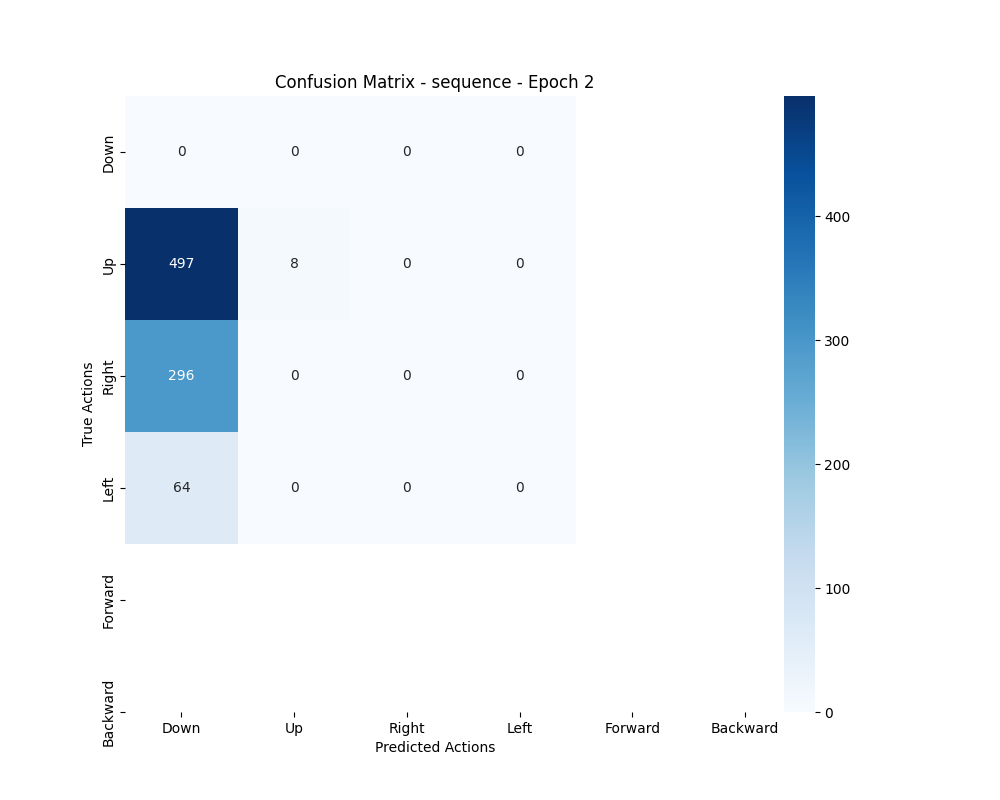 Confusion Matrix - sequence - Epoch 2
Down
0 0 0 0
Up
497 8 0 0
Right
296 0 0 0
Left
64 0 0 0
Forward
Backward
True Actions
Down Up Right Left Forward Backward
Predicted Actions
400
300
200
100
0